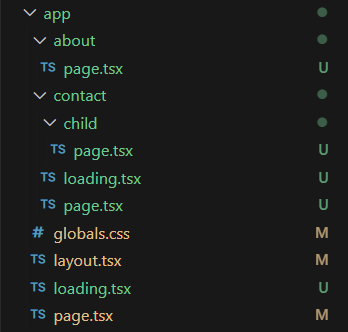 app
about
TS page.tsx U
contact
child
TS page.tsx U
TS loading.tsx U
TS page.tsx U
# globals.css M
TS layout.tsx M
TS loading.tsx U
TS page.tsx M